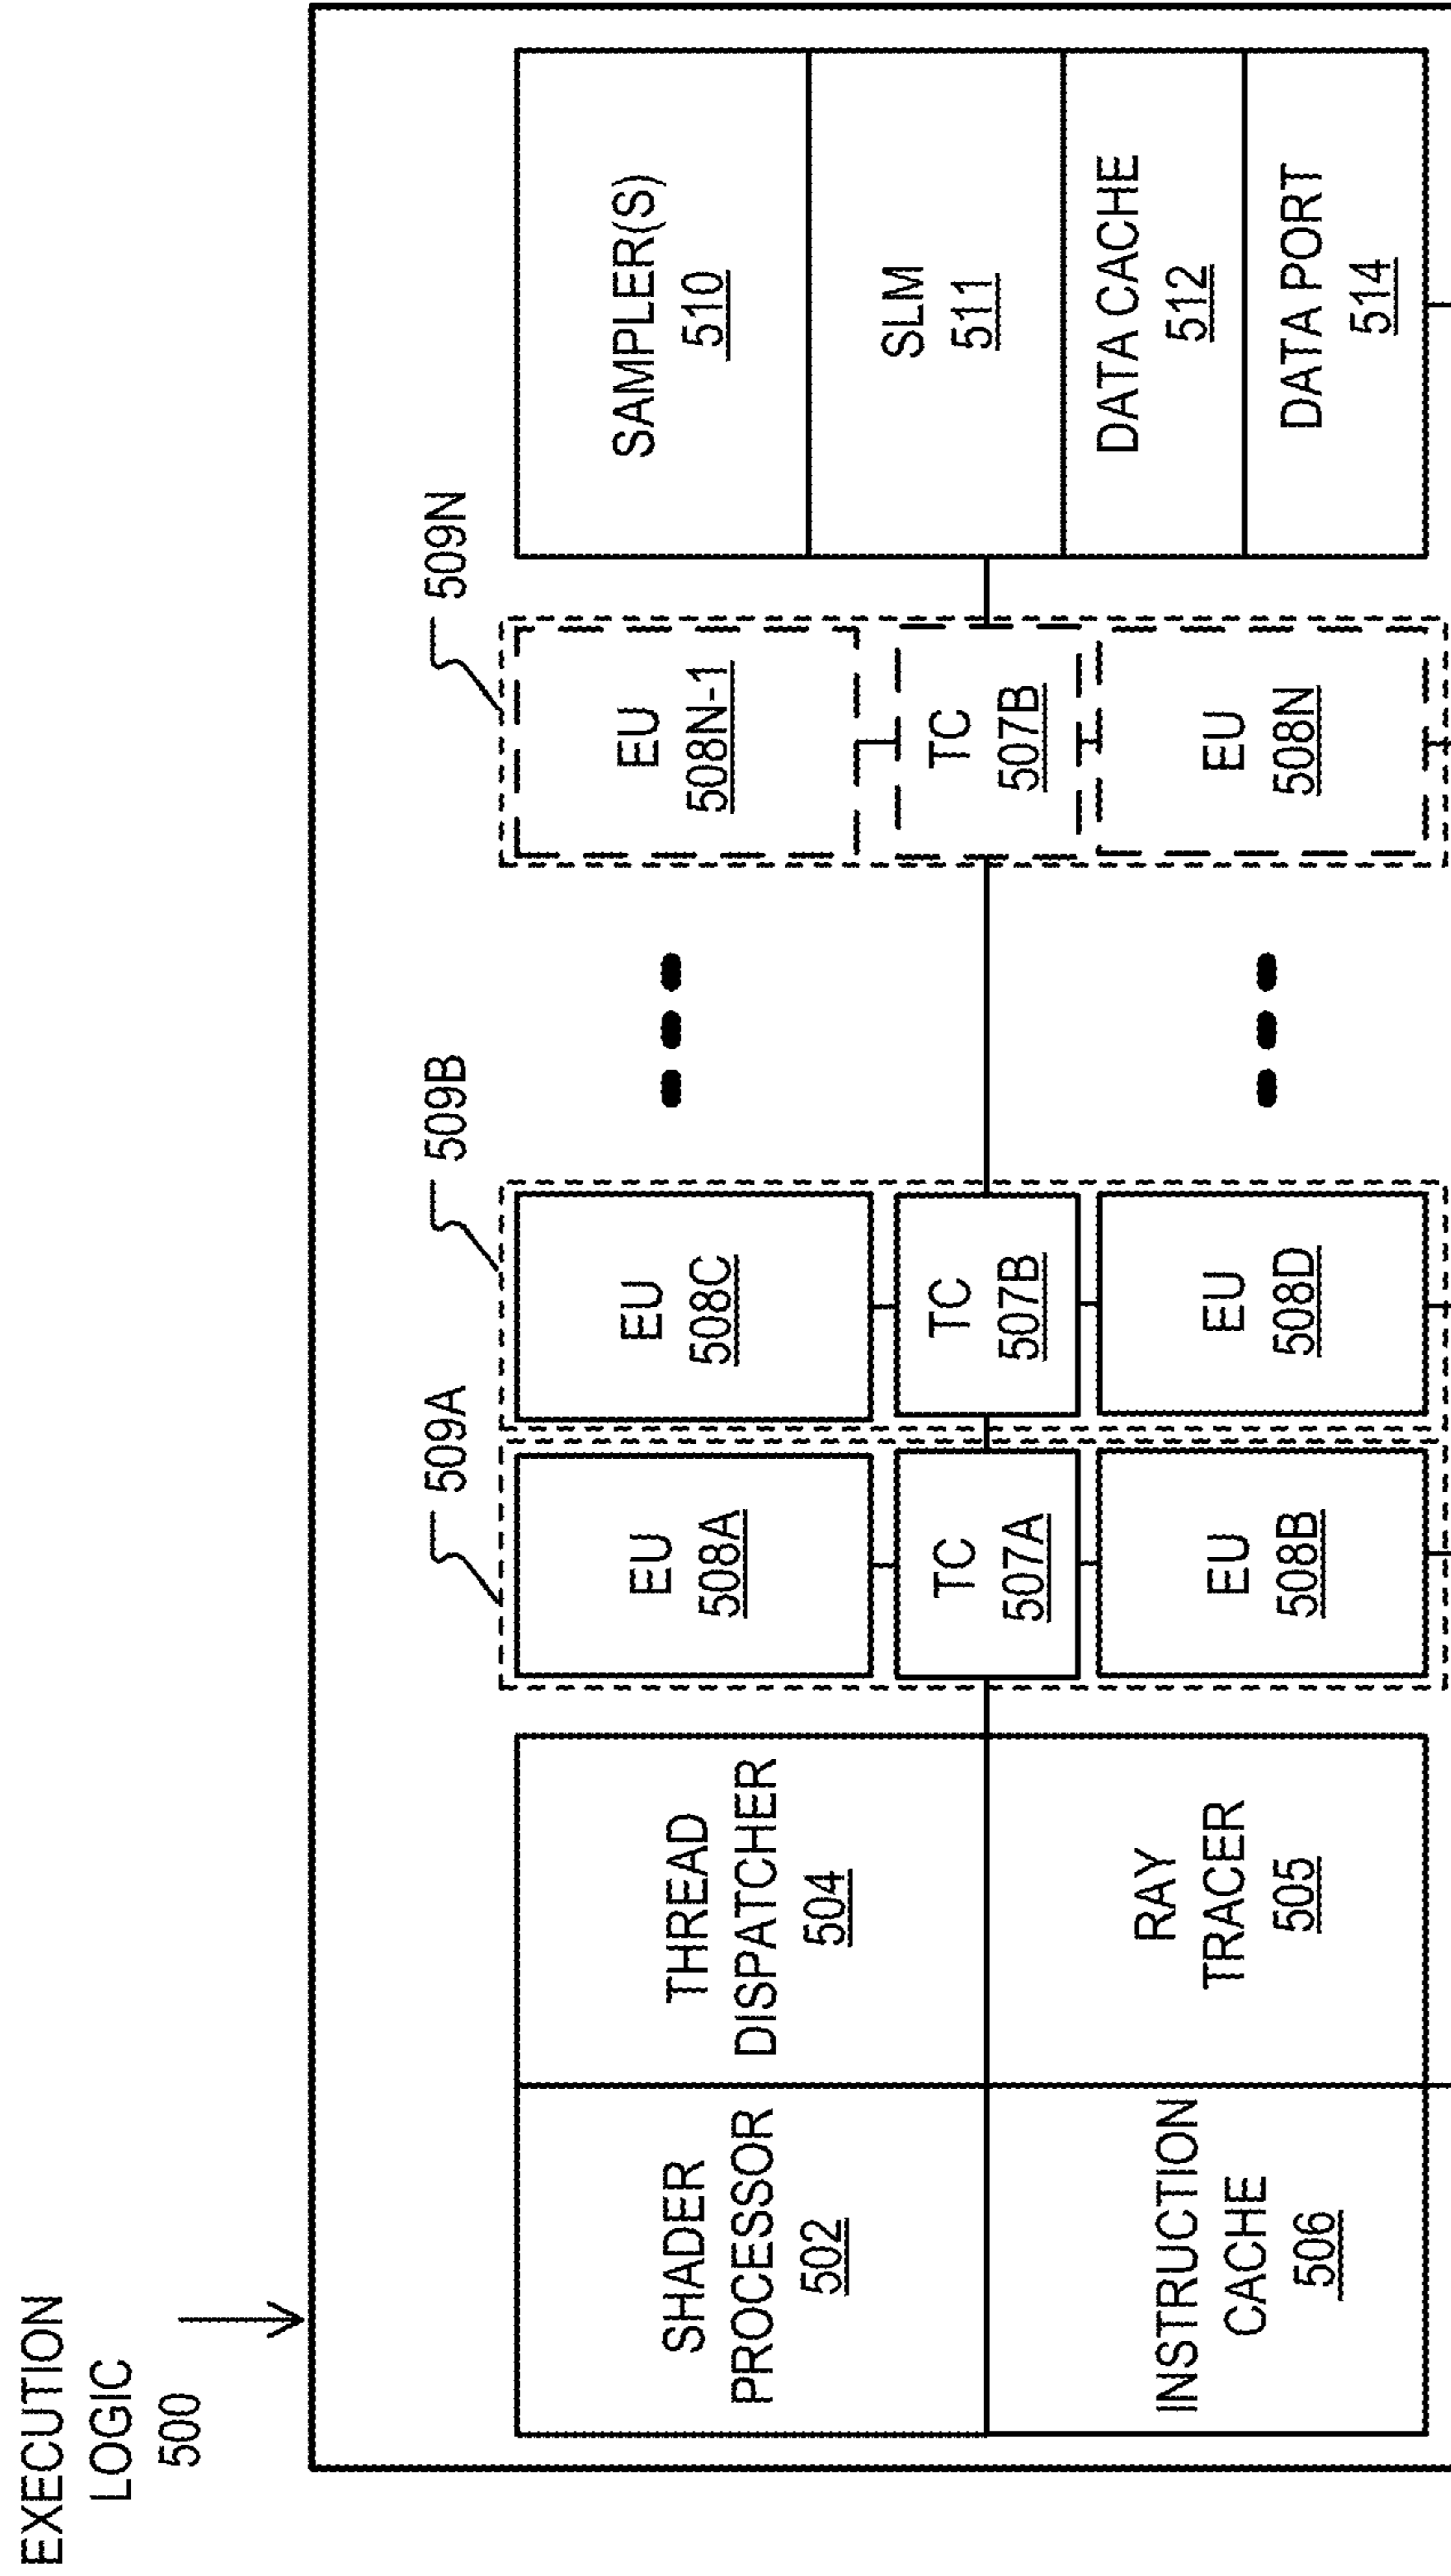 EXECUTION
LOGIC
500
509A
509B
509N
SHADER
PROCESSOR
502
THREAD
DISPATCHER
504
INSTRUCTION
CACHE
506
RAY
TRACER
505
EU
508A
TC
507A
EU
508B
EU
508C
TC
507B
EU
508D
EU
508N-1
TC
507B
EU
508N
SAMPLER(S)
510
SLM
511
DATA CACHE
512
DATA PORT
514